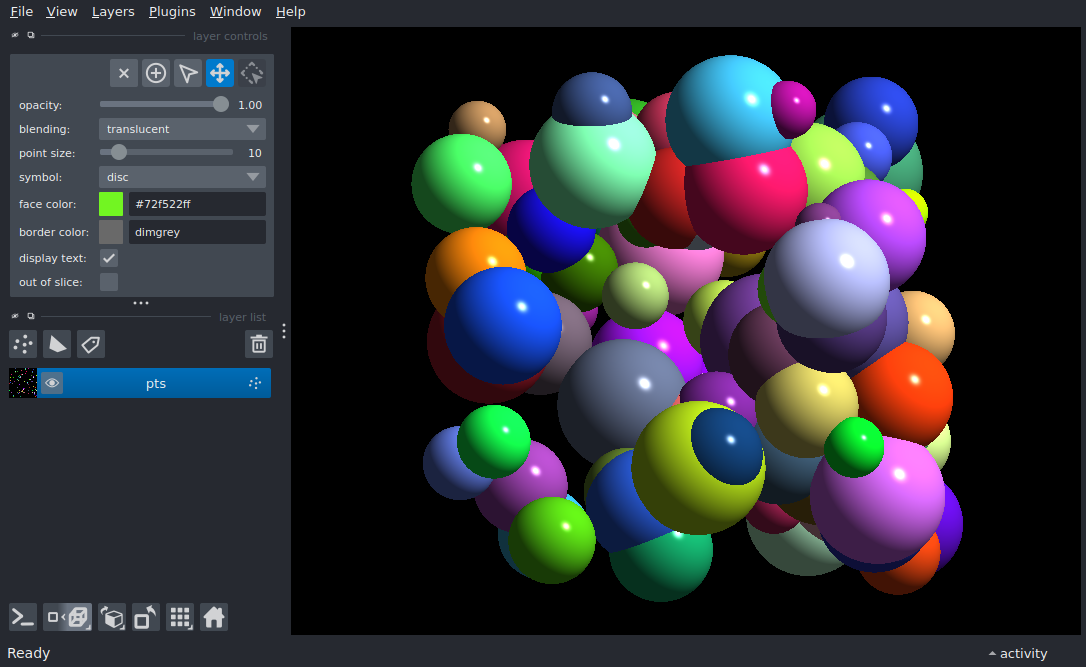 File View Layers Plugins Window Help
layer controls
opacity: 1.00
blending: translucent
point size: 10
symbol: disc
face color: #72f522ff
border color: dimgrey
display text:
out of slice:
layer list
pts
Ready
activity